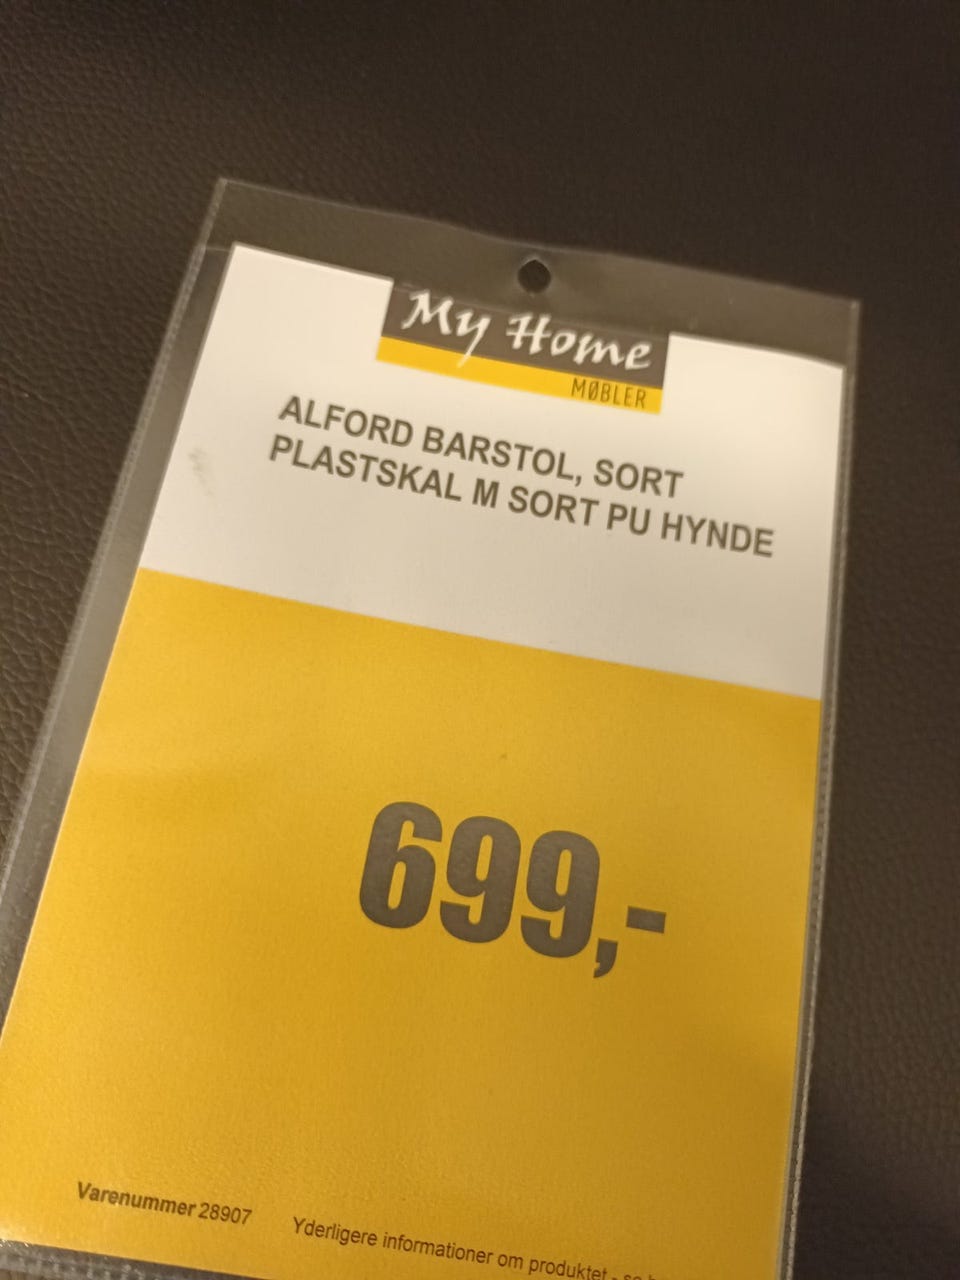 My Home
MØBLER
ALFORD BARSTOL, SORT
PLASTSKAL M SORT PU HYNDE
699,-
Varenummer 28907
Yderligere informationer om produktet -